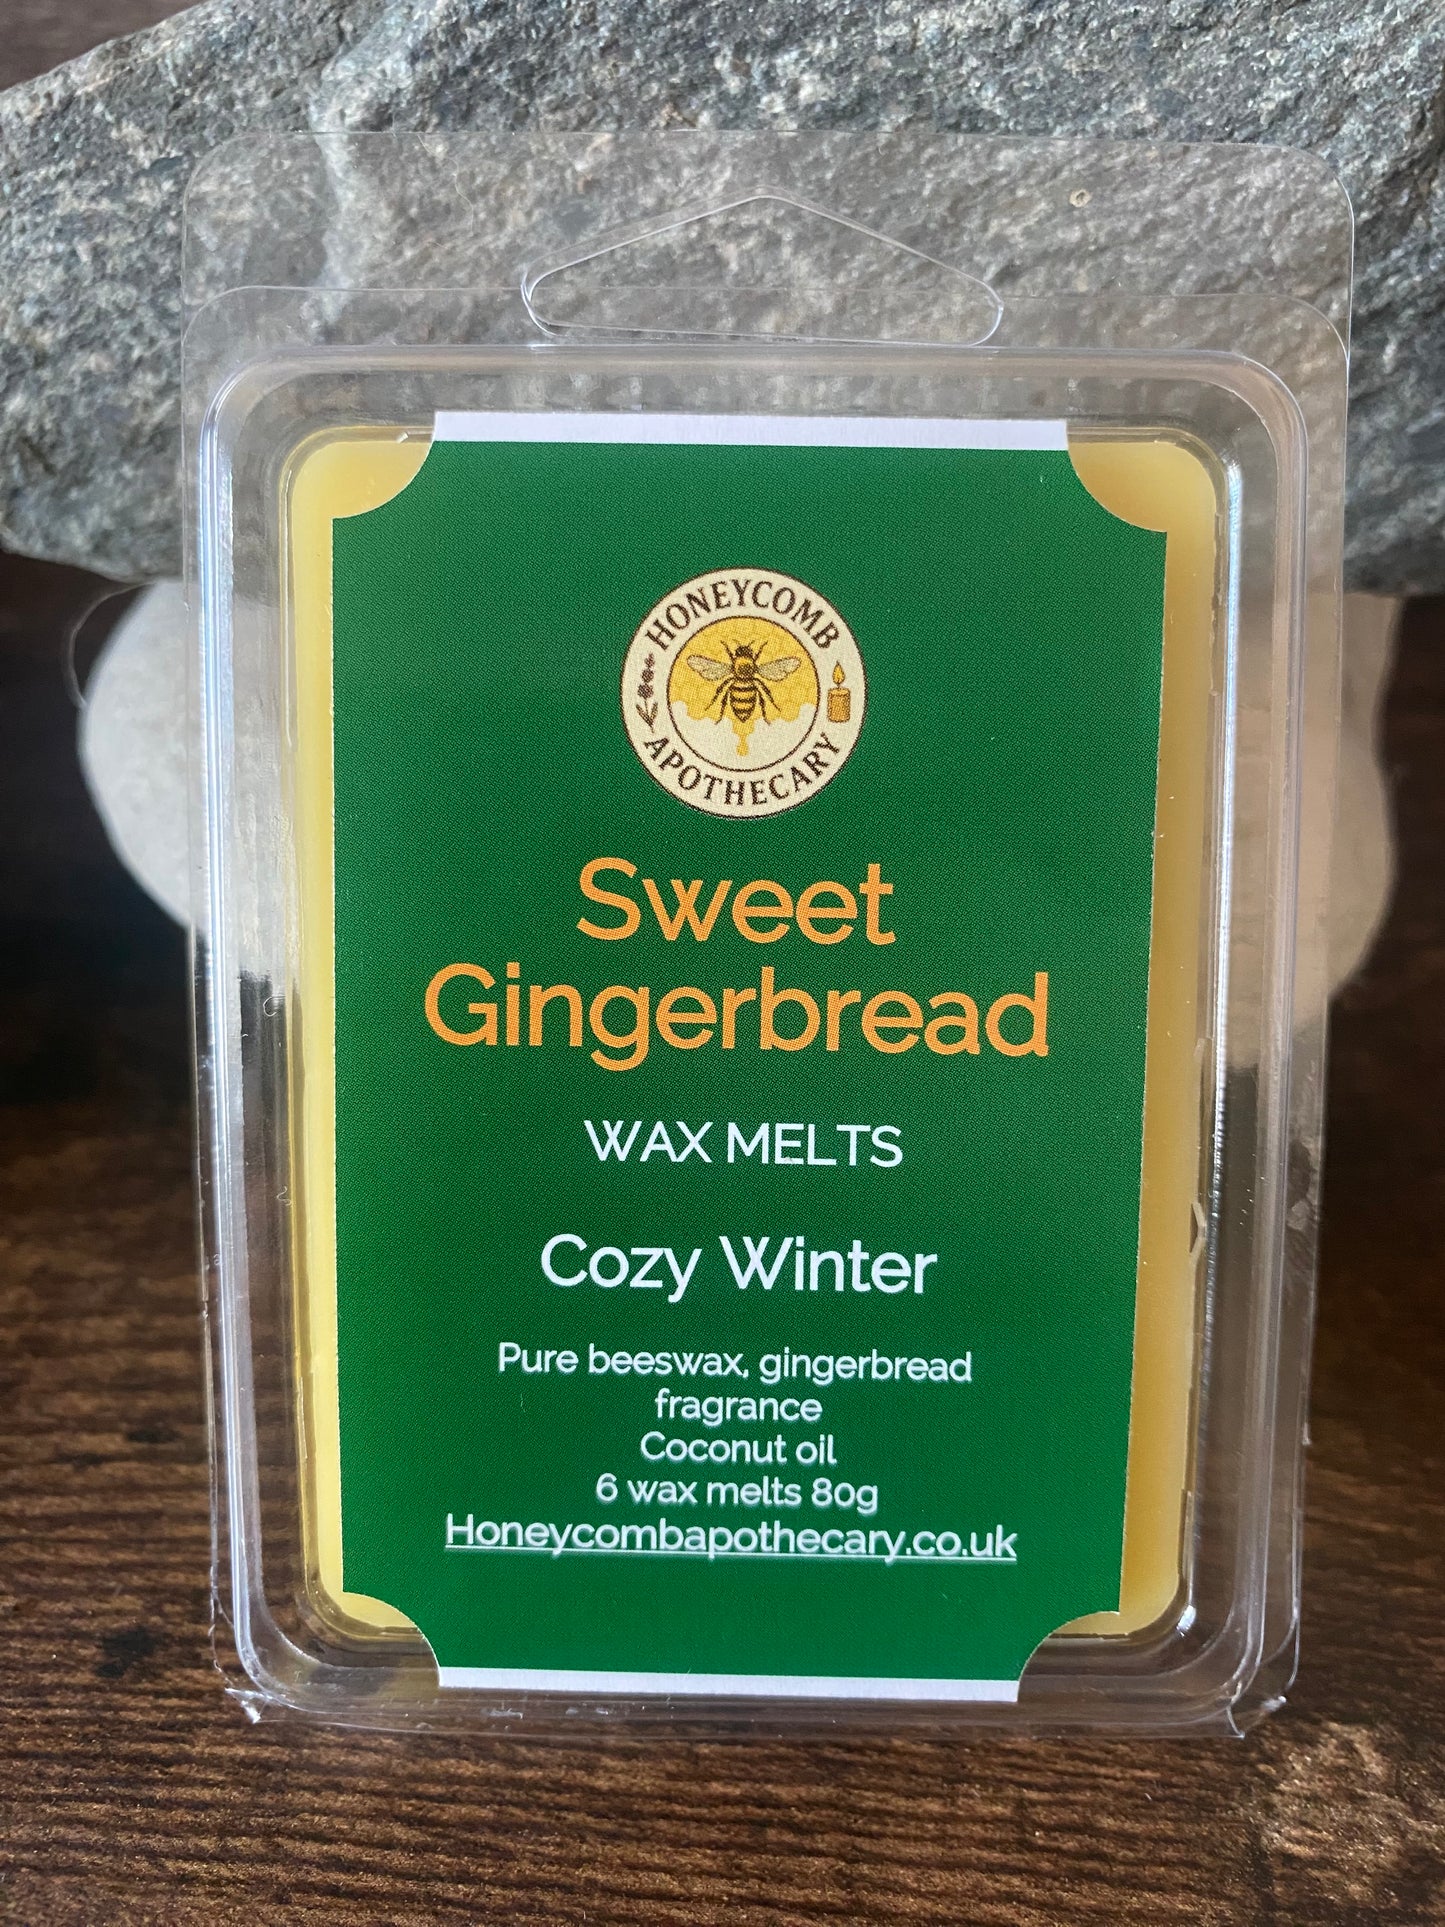 HONEYCOMB
APOTHECARY
Sweet
Gingerbread
WAX MELTS
Cozy Winter
Pure beeswax, gingerbread
fragrance
Coconut oil
6 wax melts 80g
Honeycombapothecary.co.uk